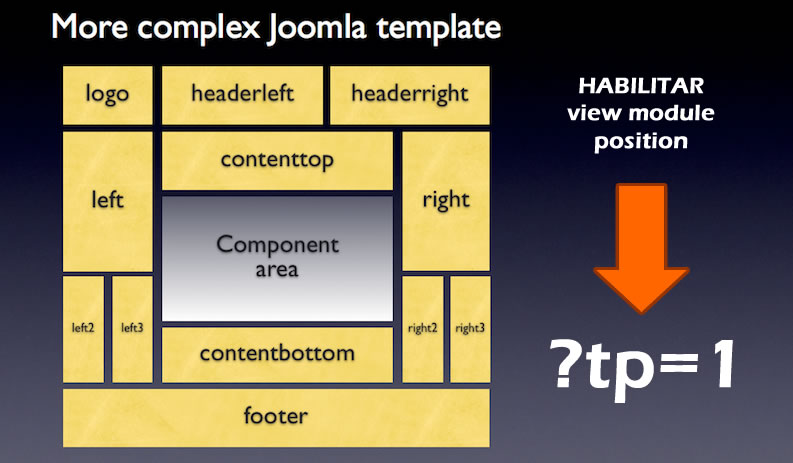 More complex Joomla template
logo
headerleft
headerright
HABILITAR
view module
position
left
contenttop
right
Component
area
left2
left3
right2
right3
contentbottom
footer
?tp=1